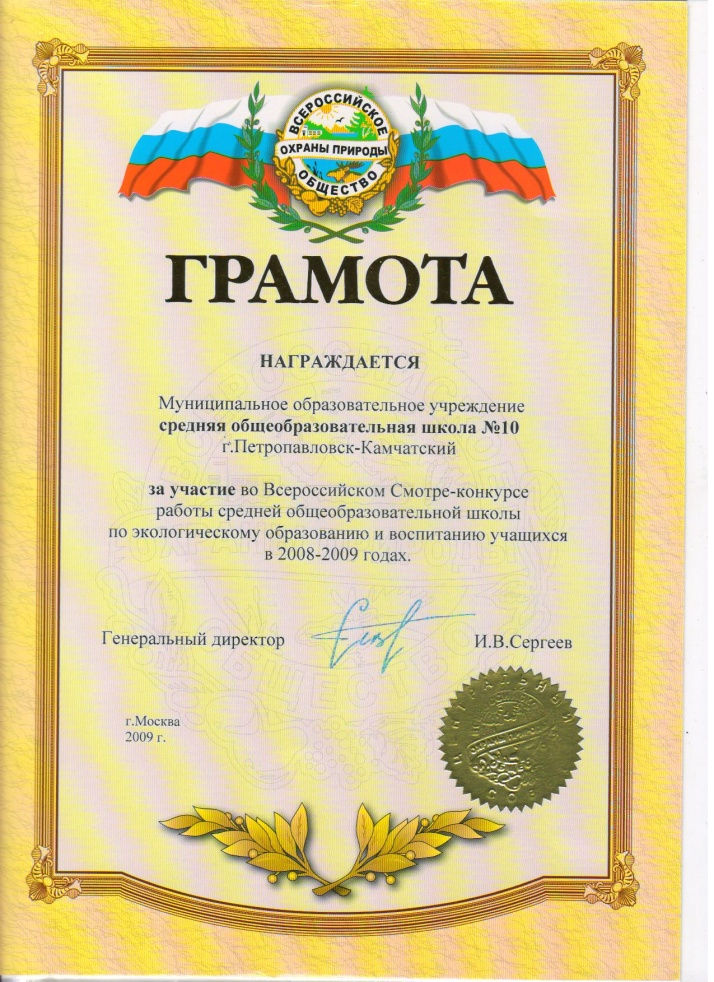 ВСЕРОССИЙСКОЕ
ОХРАНЫ ПРИРОДЫ
ОБЩЕСТВО
ГРАМОТА
НАГРАЖДАЕТСЯ
Муниципальное образовательное учреждение
средняя общеобразовательная школа №10
г.Петропавловск-Камчатский
за участие во Всероссийском Смотре-конкурсе
работы средней общеобразовательной школы
по экологическому образованию и воспитанию учащихся
в 2008-2009 годах.
Генеральный директор И.В.Сергеев
г.Москва
2009 г.